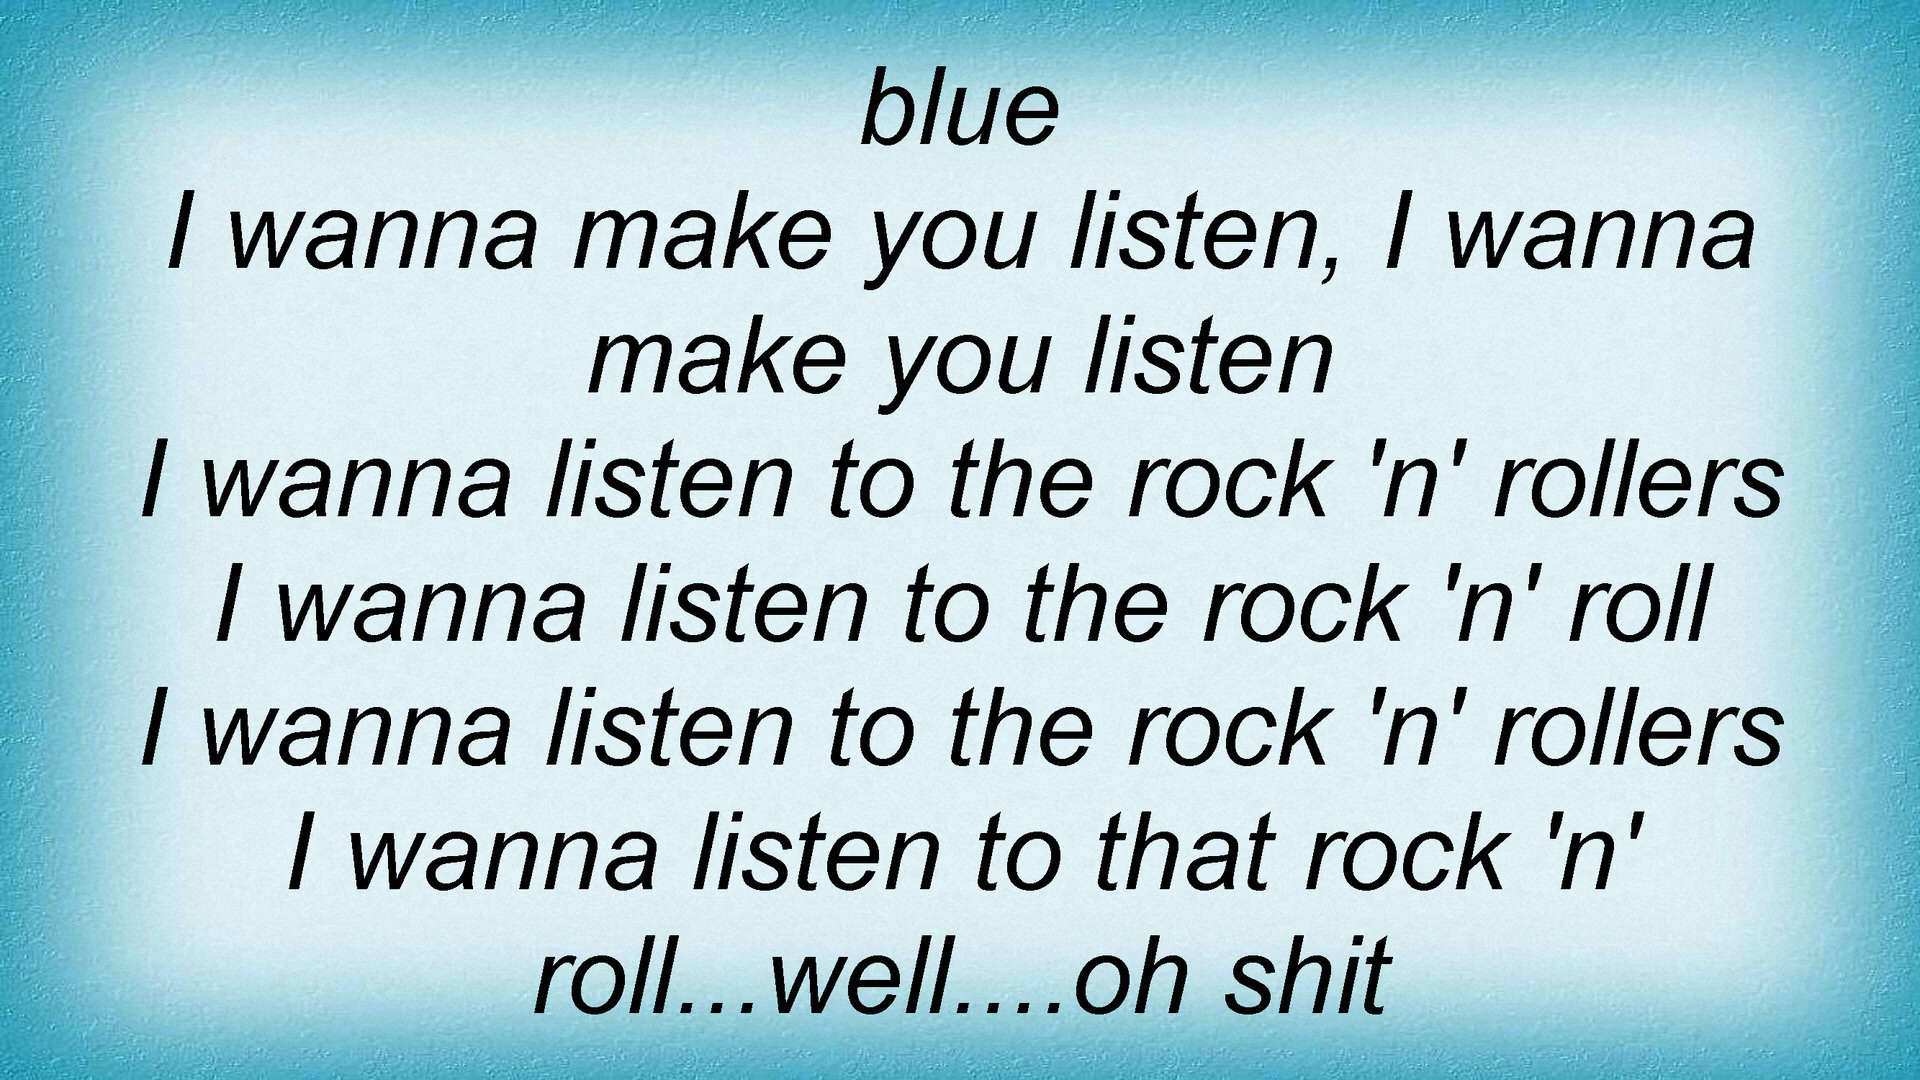 blue
I wanna make you listen, I wanna
make you listen
I wanna listen to the rock 'n' rollers
I wanna listen to the rock 'n' roll
I wanna listen to the rock 'n' rollers
I wanna listen to that rock 'n'
roll...well....oh shit